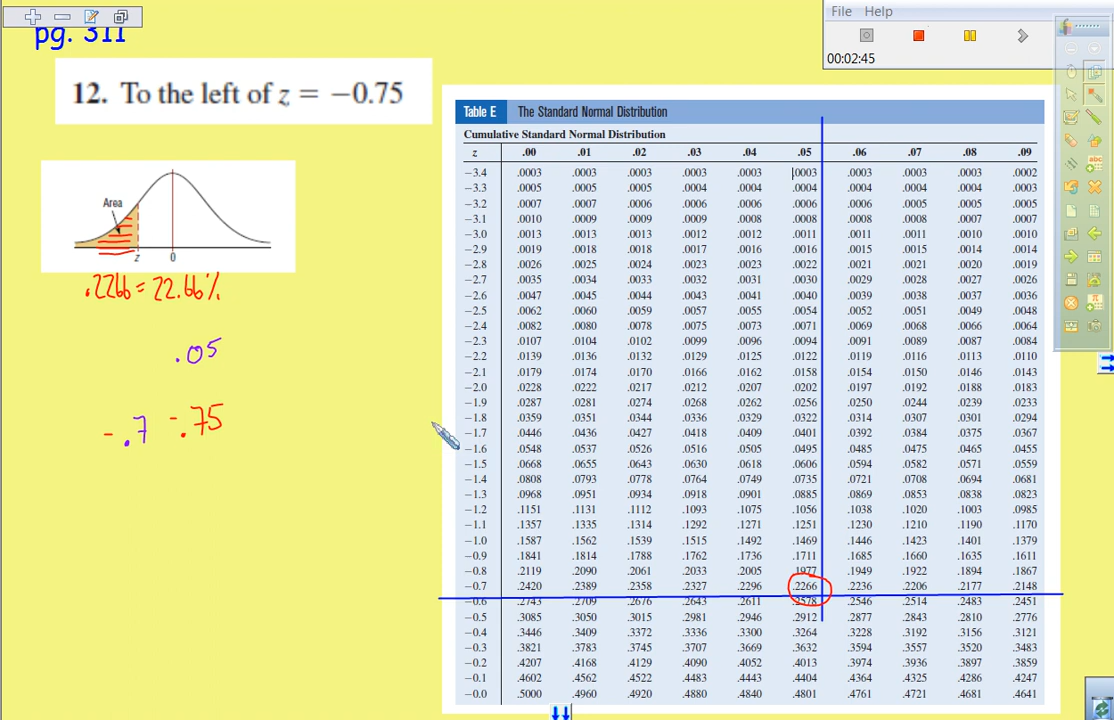 File Help
00:02:45
pg. 311
12. To the left of z = −0.75
Area
z 0
.2266 = 22.66%
.05
-.7 -.75
Table E The Standard Normal Distribution
Cumulative Standard Normal Distribution
z .00 .01 .02 .03 .04 .05 .06 .07 .08 .09
−3.4 .0003 .0003 .0003 .0003 .0003 .0003 .0003 .0003 .0003 .0002
−3.3 .0005 .0005 .0005 .0004 .0004 .0004 .0004 .0004 .0004 .0003
−3.2 .0007 .0007 .0006 .0006 .0006 .0006 .0006 .0005 .0005 .0005
−3.1 .0010 .0009 .0009 .0009 .0008 .0008 .0008 .0008 .0007 .0007
−3.0 .0013 .0013 .0013 .0012 .0012 .0011 .0011 .0011 .0010 .0010
−2.9 .0019 .0018 .0018 .0017 .0016 .0016 .0015 .0015 .0014 .0014
−2.8 .0026 .0025 .0024 .0023 .0023 .0022 .0021 .0021 .0020 .0019
−2.7 .0035 .0034 .0033 .0032 .0031 .0030 .0029 .0028 .0027 .0026
−2.6 .0047 .0045 .0044 .0043 .0041 .0040 .0039 .0038 .0037 .0036
−2.5 .0062 .0060 .0059 .0057 .0055 .0054 .0052 .0051 .0049 .0048
−2.4 .0082 .0080 .0078 .0075 .0073 .0071 .0069 .0068 .0066 .0064
−2.3 .0107 .0104 .0102 .0099 .0096 .0094 .0091 .0089 .0087 .0084
−2.2 .0139 .0136 .0132 .0129 .0125 .0122 .0119 .0116 .0113 .0110
−2.1 .0179 .0174 .0170 .0166 .0162 .0158 .0154 .0150 .0146 .0143
−2.0 .0228 .0222 .0217 .0212 .0207 .0202 .0197 .0192 .0188 .0183
−1.9 .0287 .0281 .0274 .0268 .0262 .0256 .0250 .0244 .0239 .0233
−1.8 .0359 .0351 .0344 .0336 .0329 .0322 .0314 .0307 .0301 .0294
−1.7 .0446 .0436 .0427 .0418 .0409 .0401 .0392 .0384 .0375 .0367
−1.6 .0548 .0537 .0526 .0516 .0505 .0495 .0485 .0475 .0465 .0455
−1.5 .0668 .0655 .0643 .0630 .0618 .0606 .0594 .0582 .0571 .0559
−1.4 .0808 .0793 .0778 .0764 .0749 .0735 .0721 .0708 .0694 .0681
−1.3 .0968 .0951 .0934 .0918 .0901 .0885 .0869 .0853 .0838 .0823
−1.2 .1151 .1131 .1112 .1093 .1075 .1056 .1038 .1020 .1003 .0985
−1.1 .1357 .1335 .1314 .1292 .1271 .1251 .1230 .1210 .1190 .1170
−1.0 .1587 .1562 .1539 .1515 .1492 .1469 .1446 .1423 .1401 .1379
−0.9 .1841 .1814 .1788 .1762 .1736 .1711 .1685 .1660 .1635 .1611
−0.8 .2119 .2090 .2061 .2033 .2005 .1977 .1949 .1922 .1894 .1867
−0.7 .2420 .2389 .2358 .2327 .2296 .2266 .2236 .2206 .2177 .2148
−0.6 .2743 .2709 .2676 .2643 .2611 .2578 .2546 .2514 .2483 .2451
−0.5 .3085 .3050 .3015 .2981 .2946 .2912 .2877 .2843 .2810 .2776
−0.4 .3446 .3409 .3372 .3336 .3300 .3264 .3228 .3192 .3156 .3121
−0.3 .3821 .3783 .3745 .3707 .3669 .3632 .3594 .3557 .3520 .3483
−0.2 .4207 .4168 .4129 .4090 .4052 .4013 .3974 .3936 .3897 .3859
−0.1 .4602 .4562 .4522 .4483 .4443 .4404 .4364 .4325 .4286 .4247
−0.0 .5000 .4960 .4920 .4880 .4840 .4801 .4761 .4721 .4681 .4641